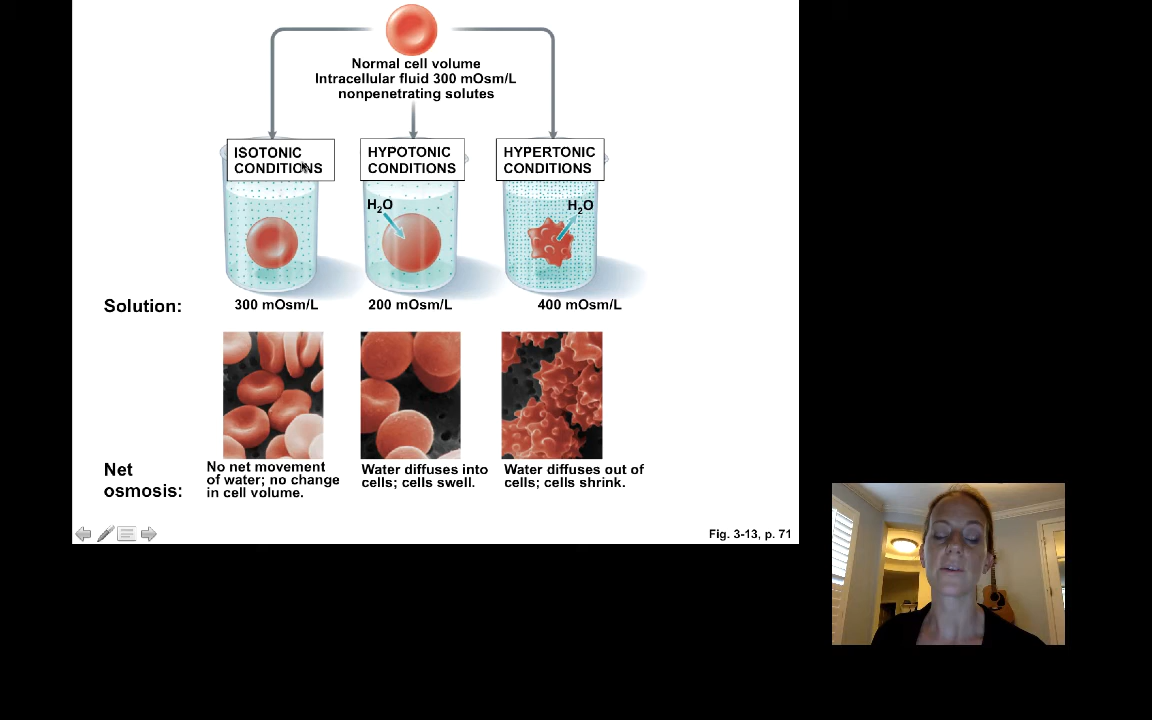 Normal cell volume
Intracellular fluid 300 mOsm/L
nonpenetrating solutes
ISOTONIC
CONDITIONS
HYPOTONIC
CONDITIONS
HYPERTONIC
CONDITIONS
H₂O
H₂O
Solution:
300 mOsm/L
200 mOsm/L
400 mOsm/L
Net
osmosis:
No net movement
of water; no change
in cell volume.
Water diffuses into
cells; cells swell.
Water diffuses out of
cells; cells shrink.
Fig. 3-13, p. 71